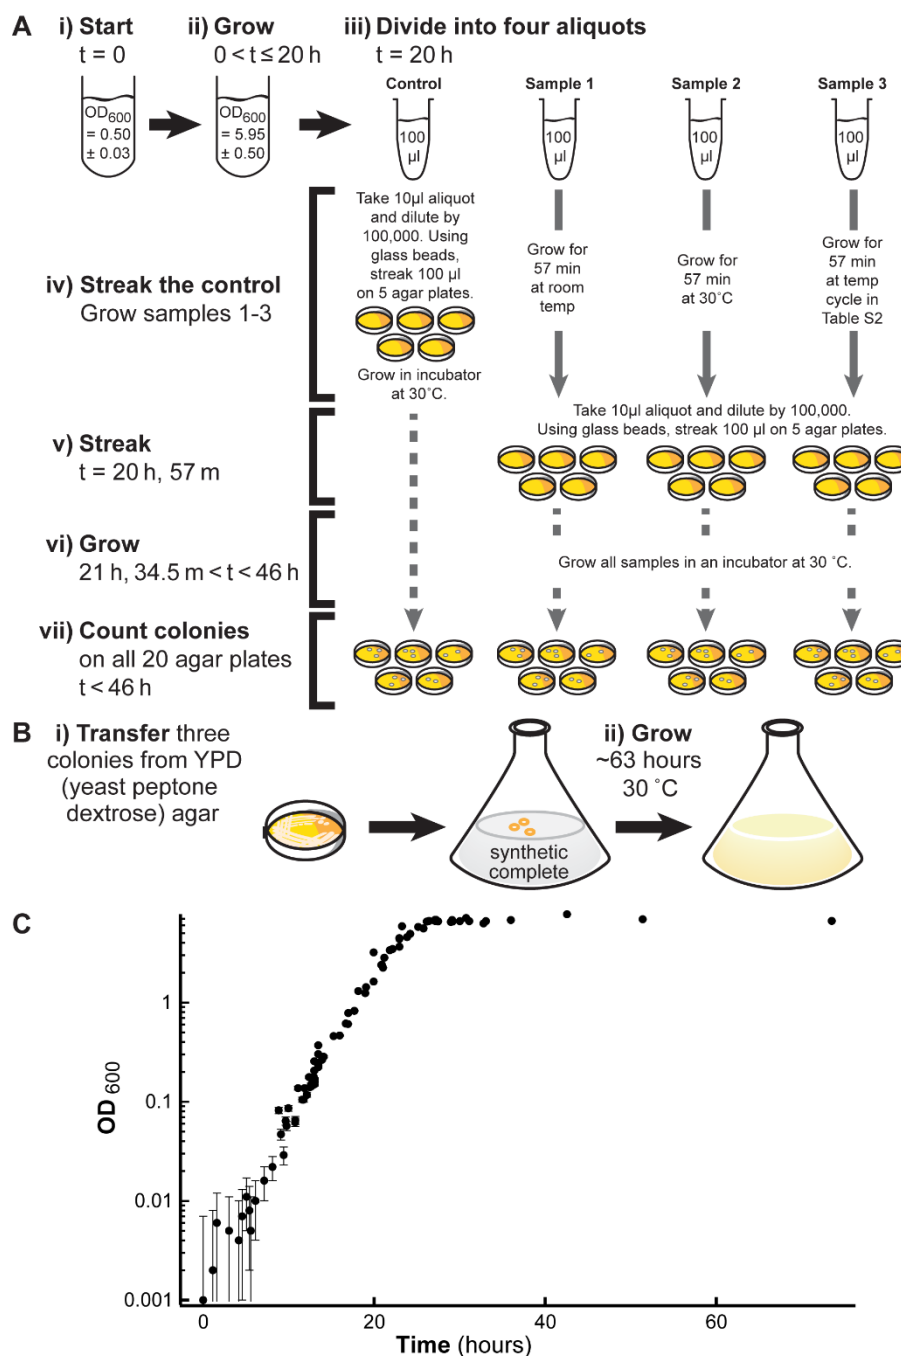 A
i) Start
t = 0
ii) Grow
0 < t ≤ 20 h
iii) Divide into four aliquots
t = 20 h
Control
Sample 1
Sample 2
Sample 3
OD600
= 0.50
± 0.03
OD600
= 5.95
± 0.50
100
µl
100
µl
100
µl
100
µl
iv) Streak the control
Grow samples 1-3
Take 10µl aliquot
and dilute by
100,000. Using
glass beads,
streak 100 µl
on 5 agar plates.
Grow in incubator
at 30˚C.
Grow for
57 min
at room
temp
Grow for
57 min
at 30˚C
Grow for
57 min
at temp
cycle in
Table S2
v) Streak
t = 20 h, 57 m
Take 10µl aliquot and dilute by 100,000.
Using glass beads, streak 100 µl on 5 agar plates.
vi) Grow
21 h, 34.5 m < t < 46 h
Grow all samples in an incubator at 30 ˚C.
vii) Count colonies
on all 20 agar plates
t < 46 h
B
i) Transfer three
colonies from YPD
(yeast peptone
dextrose) agar
synthetic
complete
ii) Grow
~63 hours
30 ˚C
C
OD600
1
0.1
0.01
0.001
0
20
40
60
Time (hours)